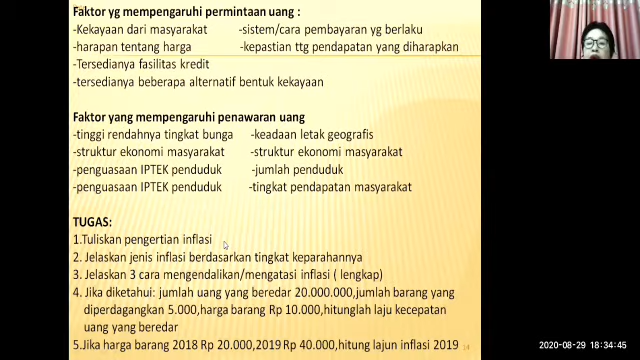 Faktor yg mempengaruhi permintaan uang :
-Kekayaan dari masyarakat -sistem/cara pembayaran yg berlaku
-harapan tentang harga -kepastian ttg pendapatan yg diharapkan
-Tersedianya fasilitas kredit
-tersedianya beberapa alternatif bentuk kekayaan
Faktor yang mempengaruhi penawaran uang
-tinggi rendahnya tingkat bunga -keadaan letak geografis
-struktur ekonomi masyarakat -struktur ekonomi masyarakat
-penguasaan IPTEK penduduk -jumlah penduduk
-penguasaan IPTEK penduduk -tingkat pendapatan masyarakat
TUGAS:
1.Tuliskan pengertian inflasi
2. Jelaskan jenis inflasi berdasarkan tingkat keparahannya
3. Jelaskan 3 cara mengendalikan/mengatasi inflasi ( lengkap)
4. Jika diketahui: jumlah uang yang beredar 20.000.000,jumlah barang yang
diperdagangkan 5.000,harga barang Rp 10.000,hitunglah laju kecepatan
uang yang beredar
5.Jika harga barang 2018 Rp 20.000,2019 Rp 40.000,hitung lajun inflasi 2019
14
2020-08-29 18:34:45